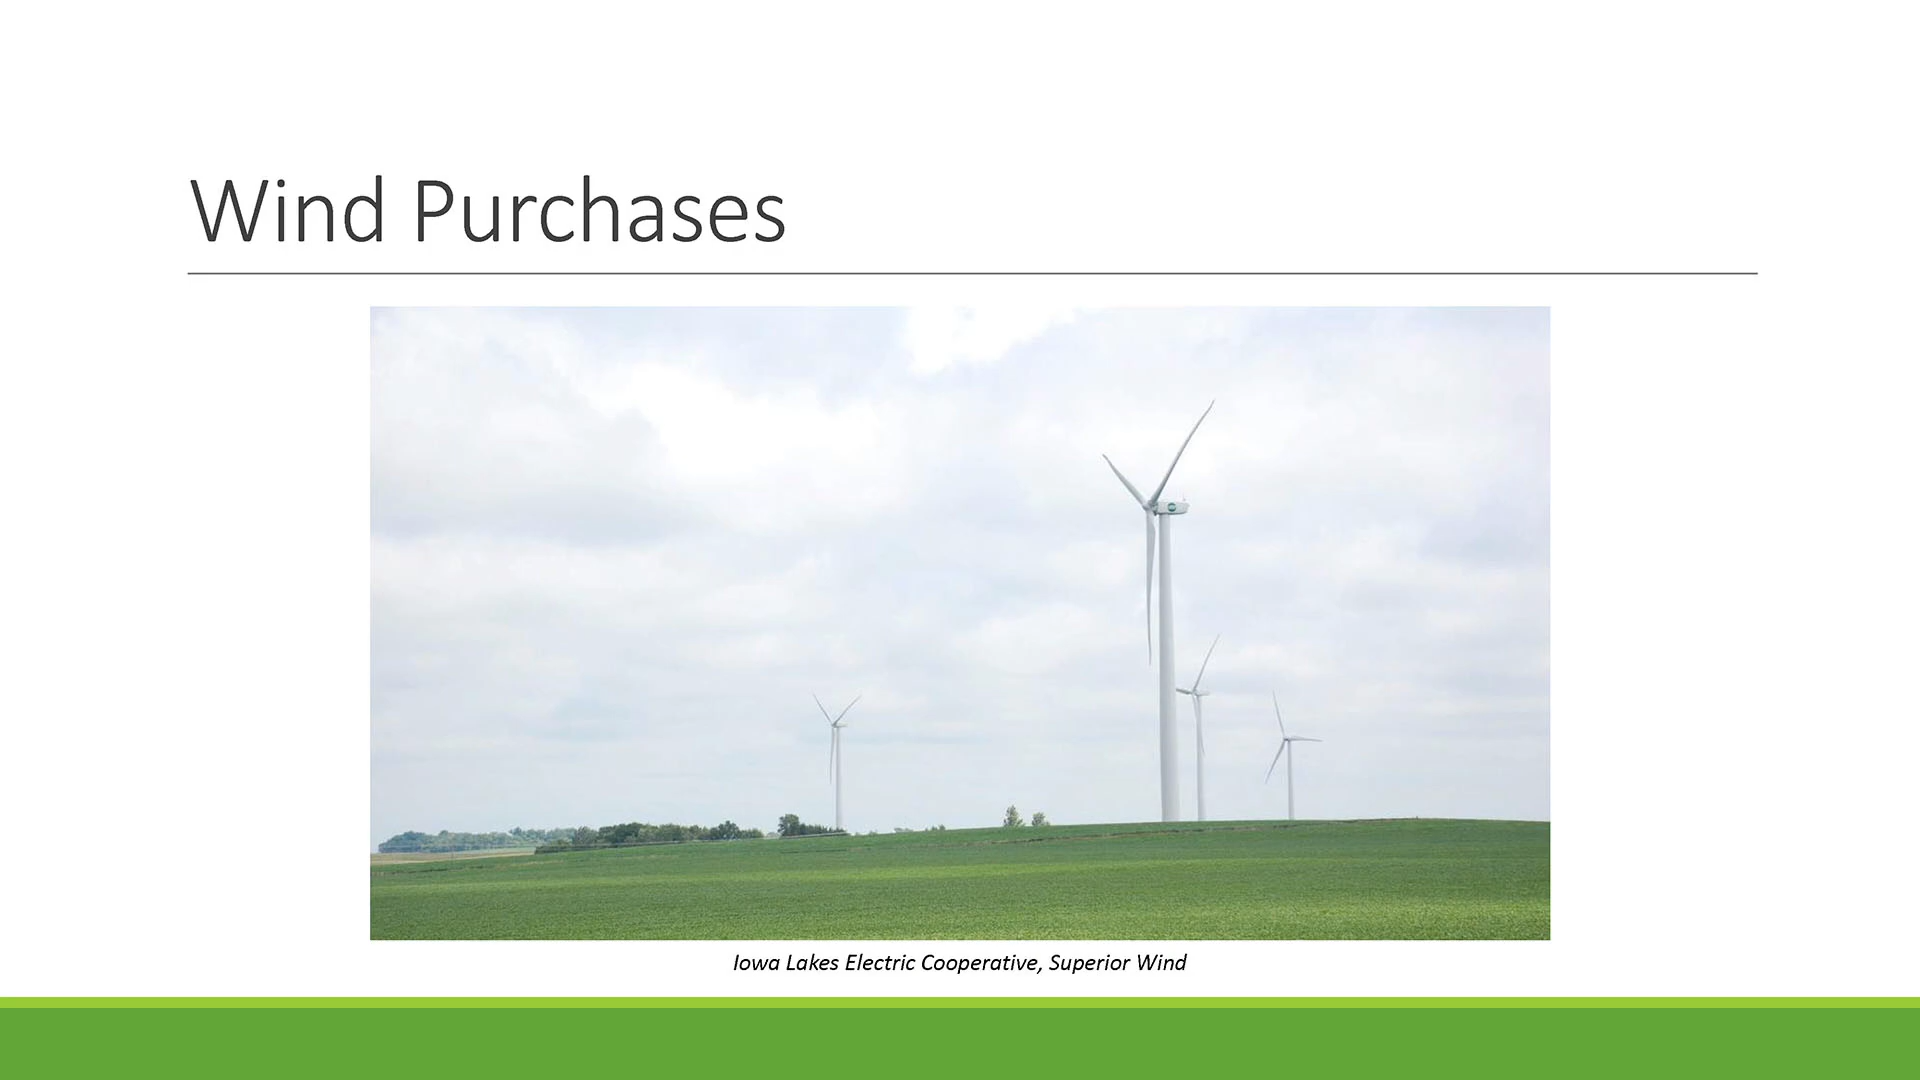 Wind Purchases
Iowa Lakes Electric Cooperative, Superior Wind